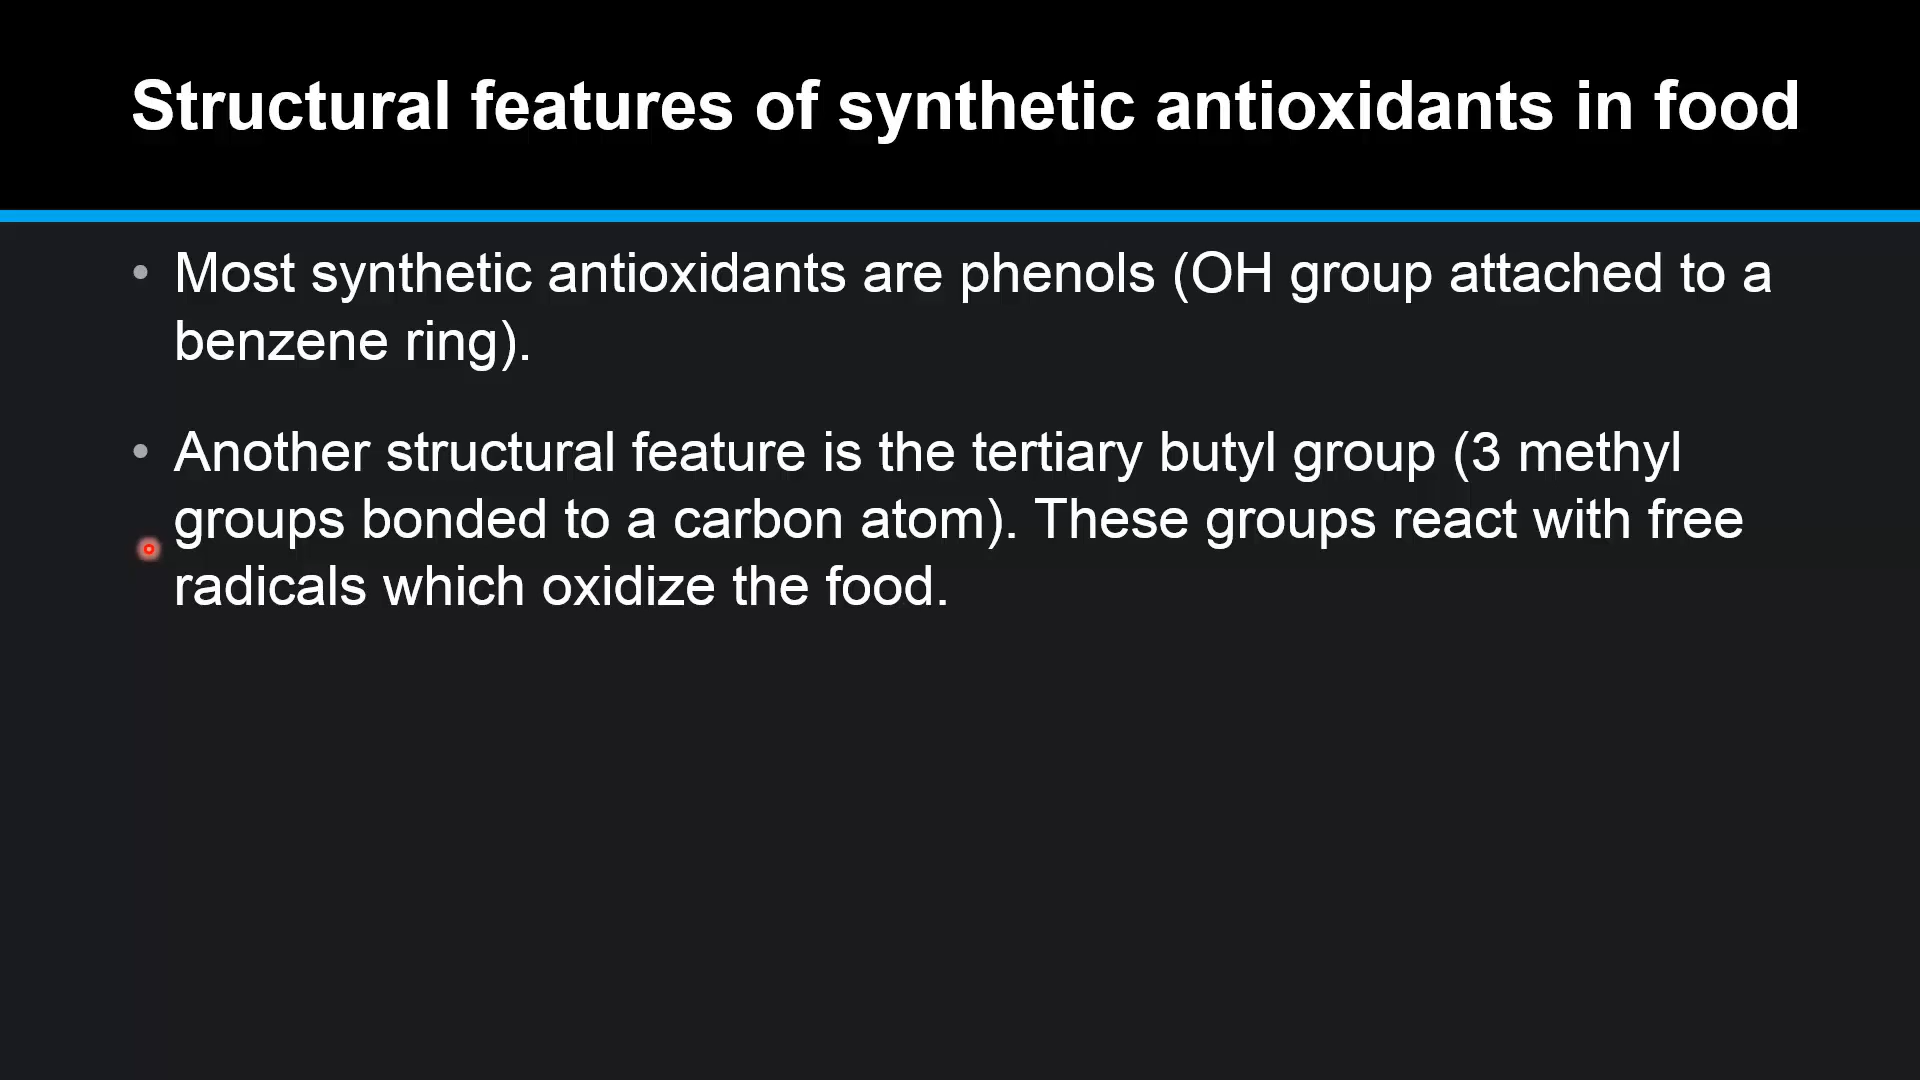 Structural features of synthetic antioxidants in food
• Most synthetic antioxidants are phenols (OH group attached to a
benzene ring).
• Another structural feature is the tertiary butyl group (3 methyl
groups bonded to a carbon atom). These groups react with free
radicals which oxidize the food.